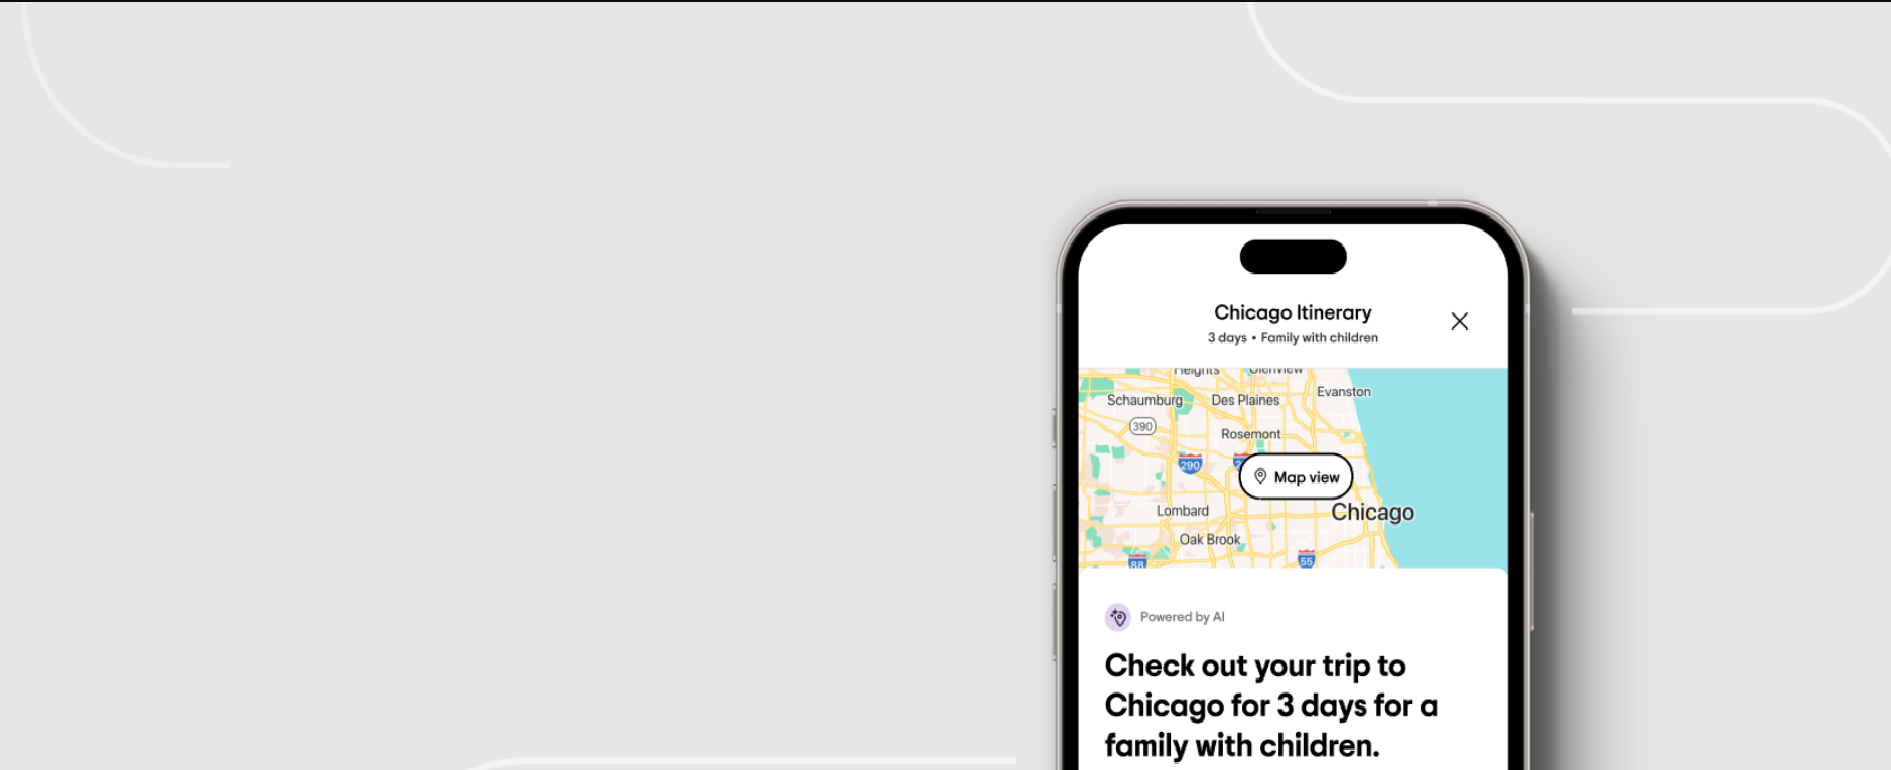 Chicago Itinerary
3 days • Family with children
Heights
Glenview
Evanston
Schaumburg
Des Plaines
390
Rosemont
290
Map view
Lombard
Chicago
Oak Brook
88
55
Powered by AI
Check out your trip to
Chicago for 3 days for a
family with children.